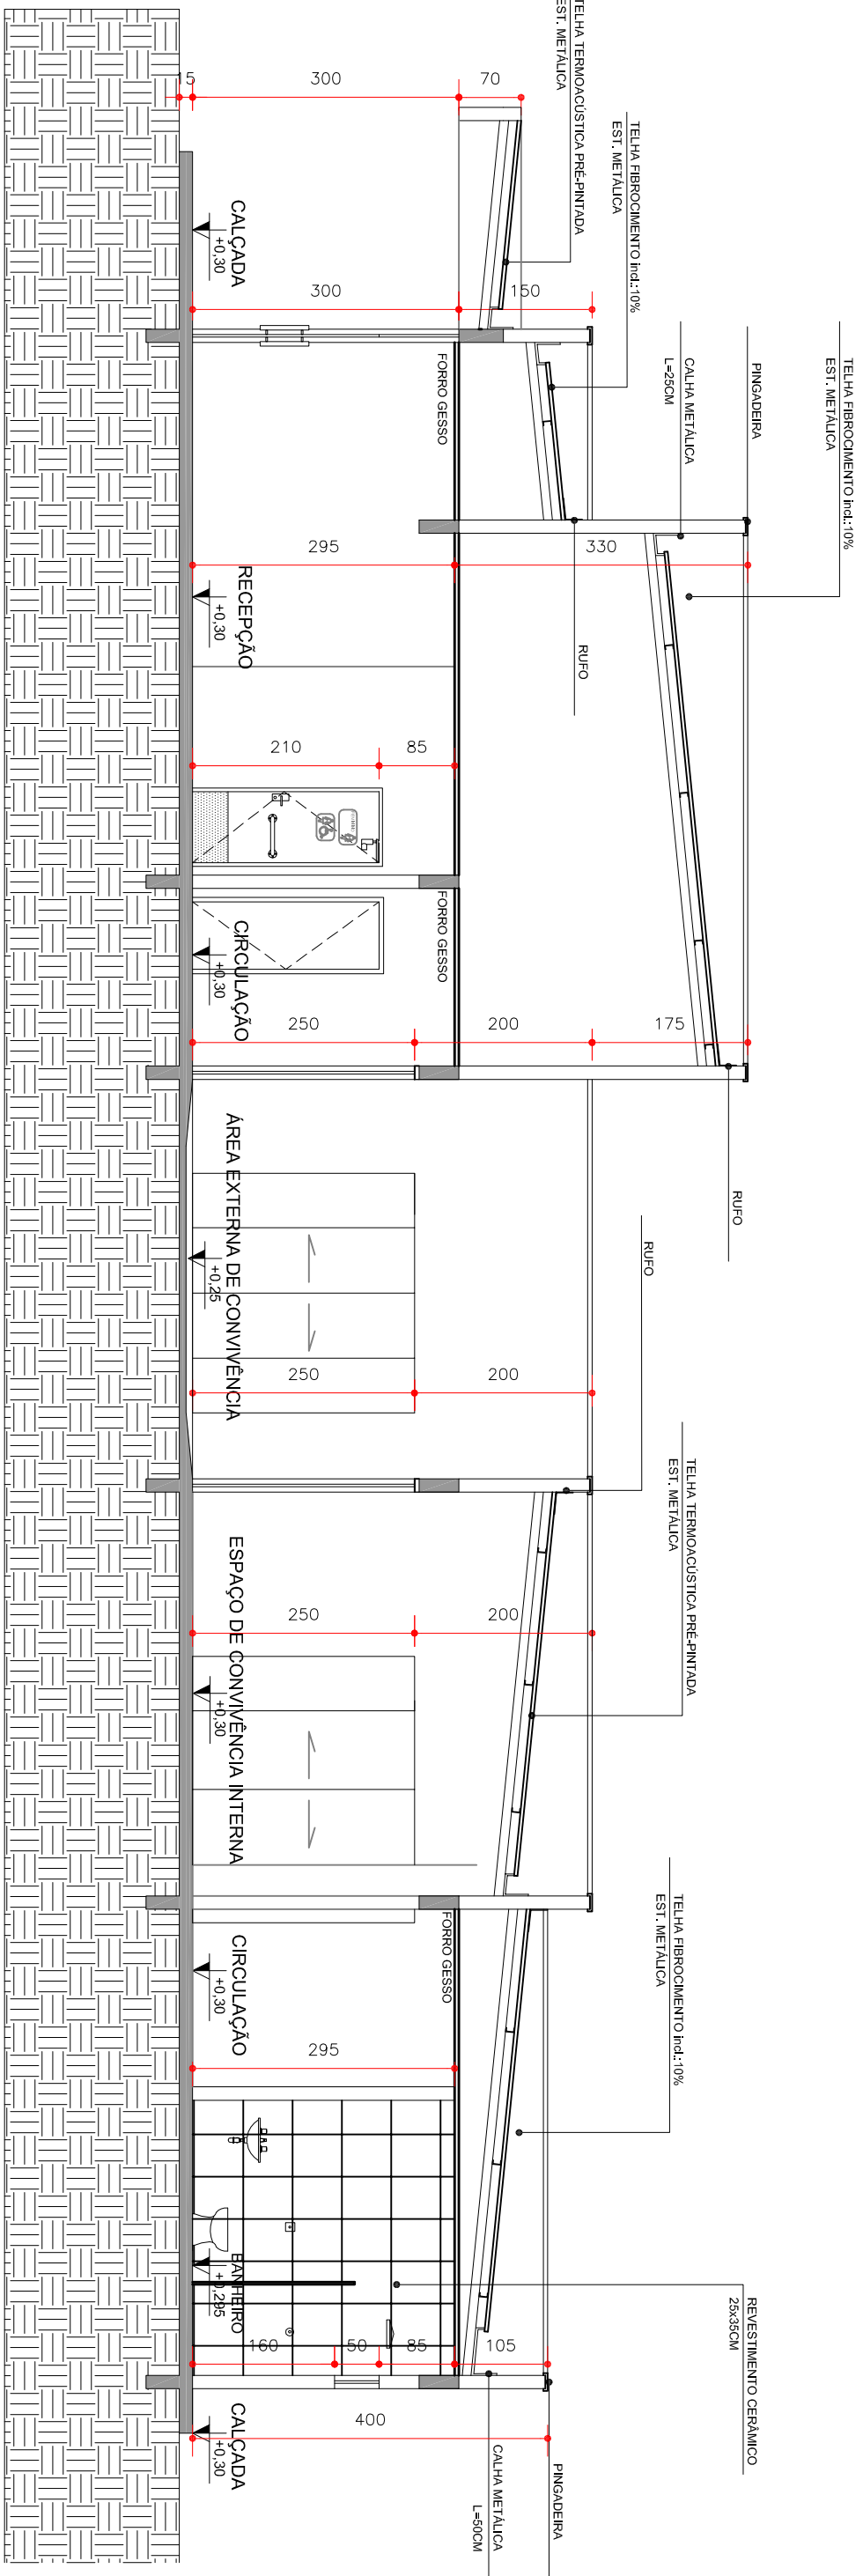 TELHA TERMOACÚSTICA PRÉ-PINTADA
EST. METÁLICA
TELHA FIBROCIMENTO incl.:10%
EST. METÁLICA
CALHA METÁLICA
L=25CM
PINGADEIRA
TELHA FIBROCIMENTO incl.:10%
EST. METÁLICA
RUFO
RUFO
RUFO
TELHA TERMOACÚSTICA PRÉ-PINTADA
EST. METÁLICA
TELHA FIBROCIMENTO incl.:10%
EST. METÁLICA
REVESTIMENTO CERÂMICO
25x35CM
CALHA METÁLICA
L=50CM
PINGADEIRA
15
300
70
300
150
295
330
210
85
250
200
175
250
200
250
200
295
160
50
85
105
400
FORRO GESSO
FORRO GESSO
FORRO GESSO
CALÇADA
+0,30
RECEPÇÃO
+0,30
CIRCULAÇÃO
+0,30
ÁREA EXTERNA DE CONVIVÊNCIA
+0,25
ESPAÇO DE CONVIVÊNCIA INTERNA
+0,30
CIRCULAÇÃO
+0,30
BANHEIRO
+0,295
CALÇADA
+0,30